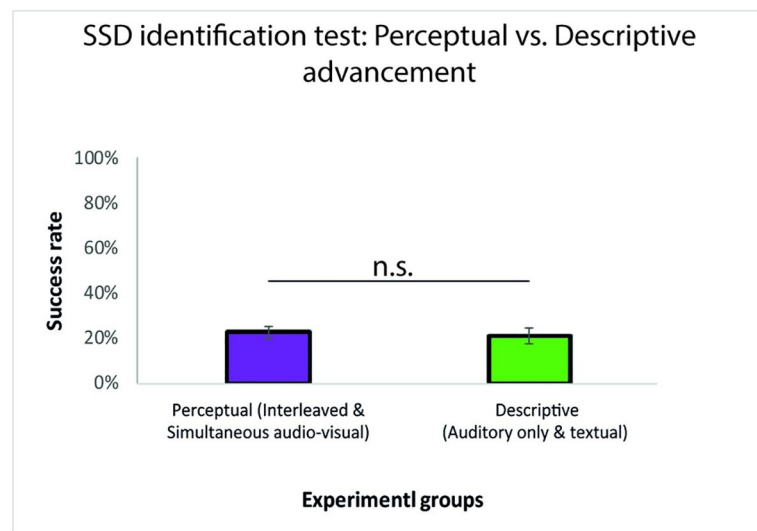 SSD identification test: Perceptual vs. Descriptive
advancement
100%
80%
60%
40%
20%
0%
Success rate
n.s.
Perceptual (Interleaved &
Simultaneous audio-visual)
Descriptive
(Auditory only & textual)
Experimentl groups